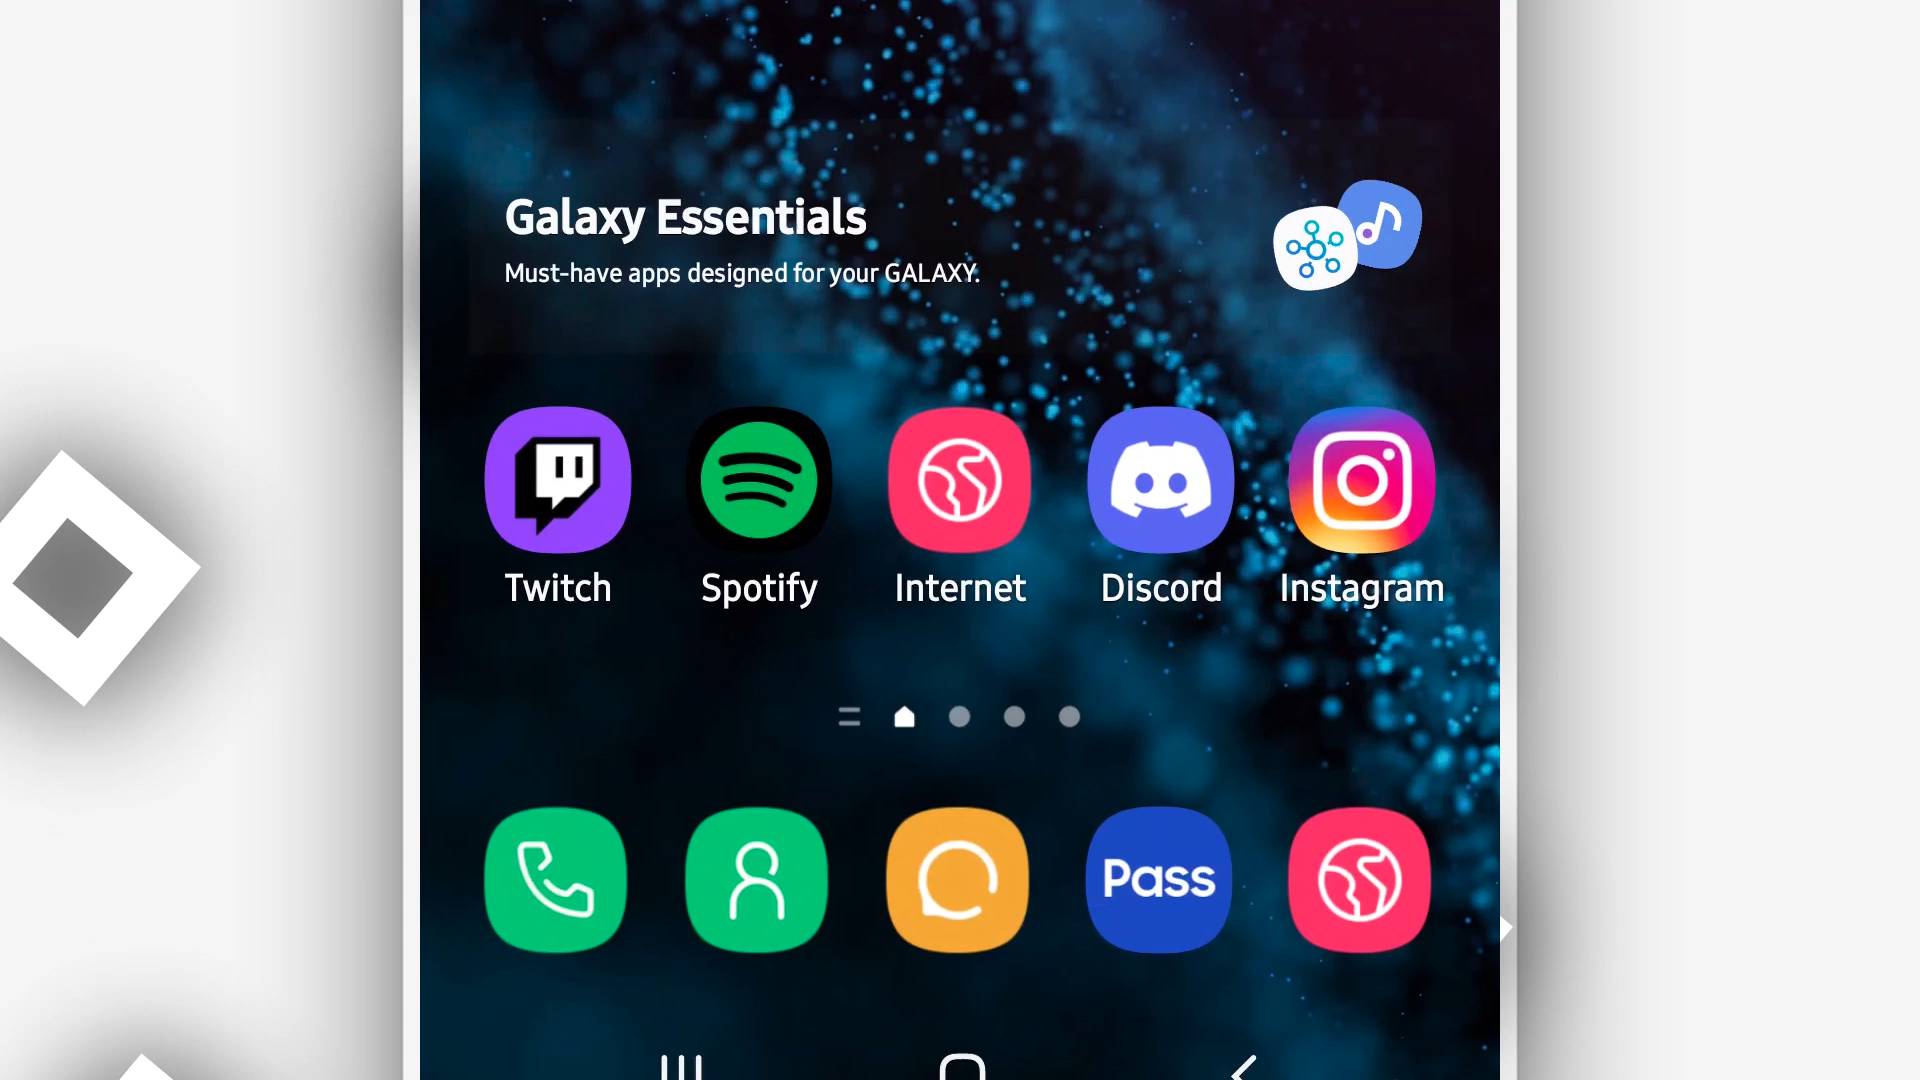 Galaxy Essentials
Must-have apps designed for your GALAXY.
Twitch Spotify Internet Discord Instagram
Pass